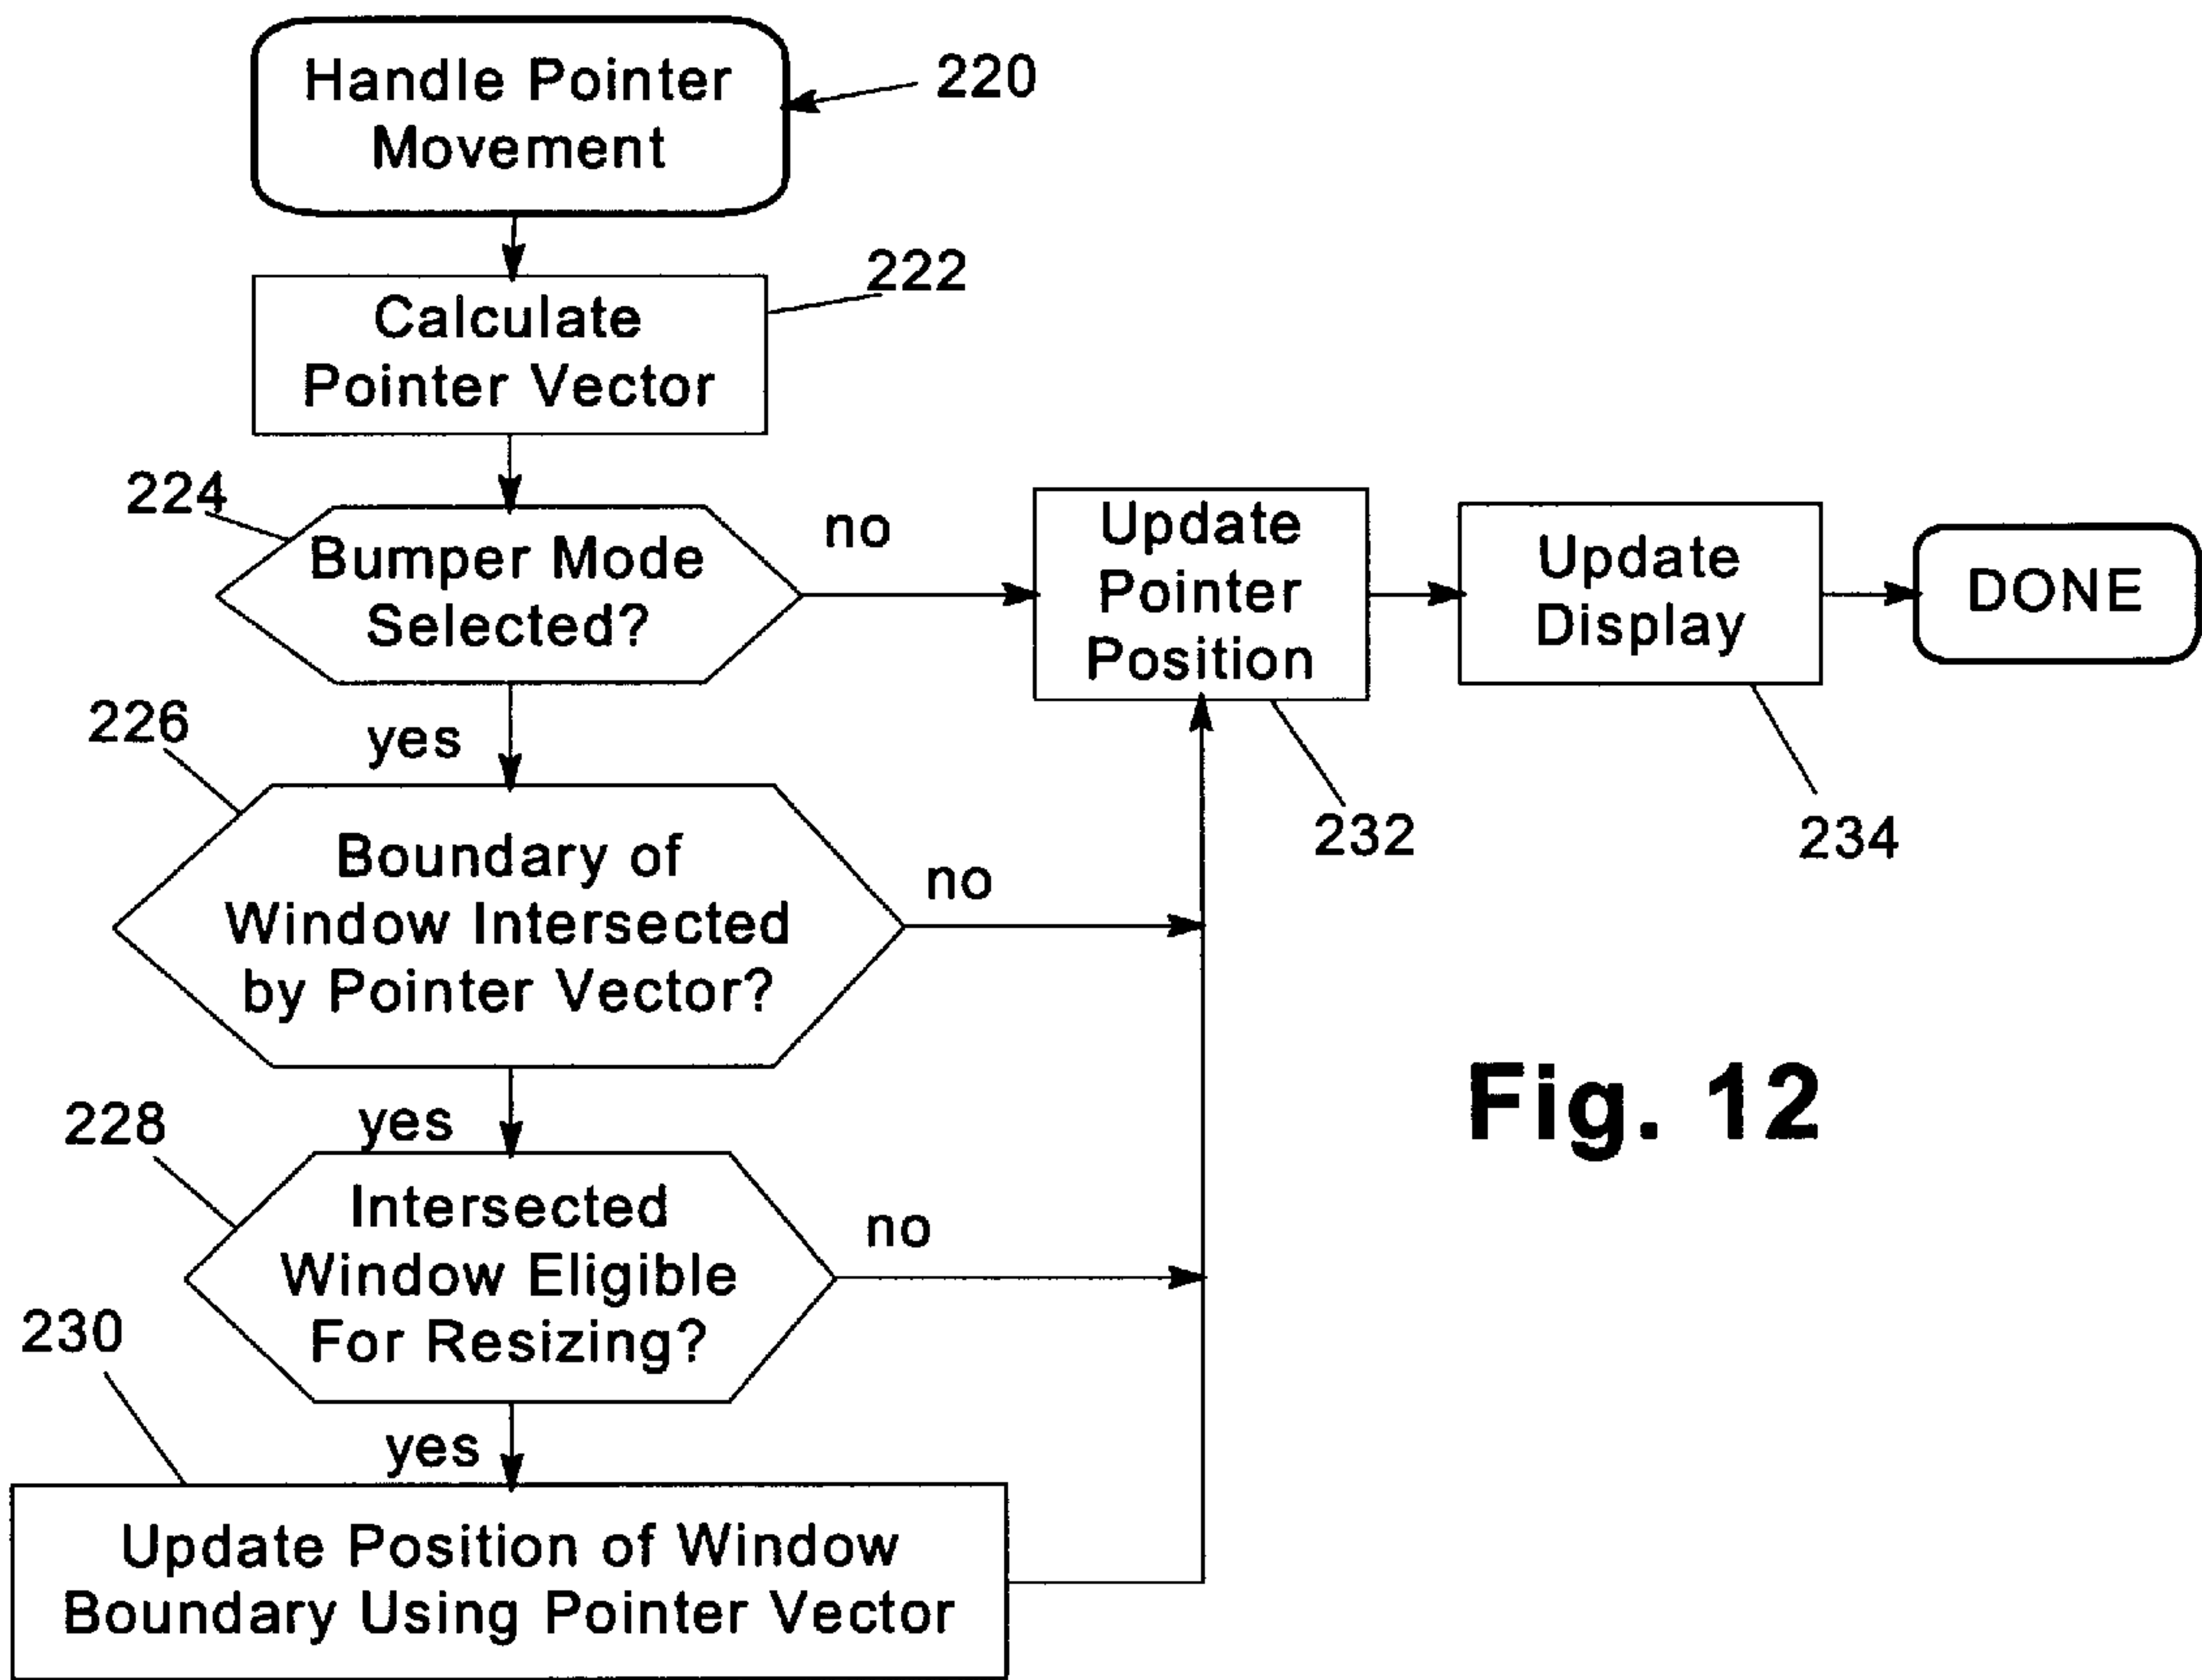 Handle Pointer
Movement
220
Calculate
Pointer Vector
222
224
Bumper Mode
Selected?
no
yes
Update
Pointer
Position
232
Update
Display
234
DONE
226
Boundary of
Window Intersected
by Pointer Vector?
no
yes
228
Intersected
Window Eligible
For Resizing?
no
yes
230
Update Position of Window
Boundary Using Pointer Vector
Fig. 12